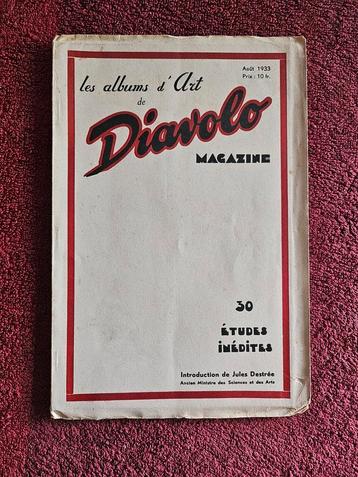 Août 1933
Prix : 10 fr.
les albums d'Art
de
Diavolo
MAGAZINE
30
ÉTUDES
INÉDITES
Introduction de Jules Destrée
Ancien Ministre des Sciences et des Arts